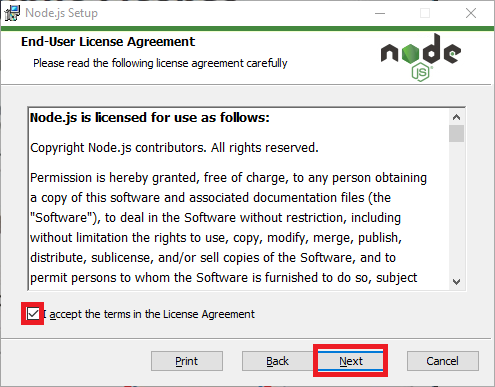 Node.js Setup
End-User License Agreement
Please read the following license agreement carefully
node
JS
Node.js is licensed for use as follows:
Copyright Node.js contributors. All rights reserved.
Permission is hereby granted, free of charge, to any person obtaining
a copy of this software and associated documentation files (the
"Software"), to deal in the Software without restriction, including
without limitation the rights to use, copy, modify, merge, publish,
distribute, sublicense, and/or sell copies of the Software, and to
permit persons to whom the Software is furnished to do so, subject
I accept the terms in the License Agreement
Print
Back
Next
Cancel